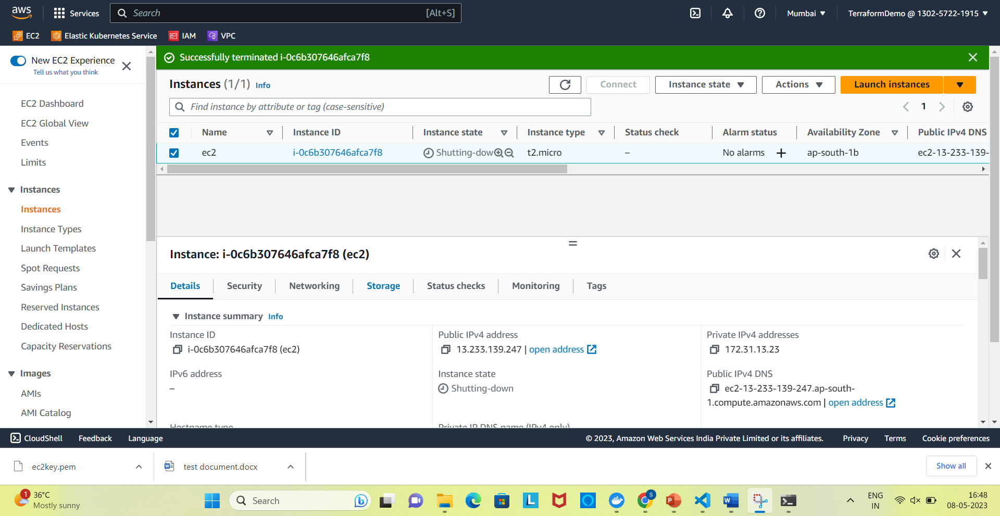 aws
Services
Search
[Alt+S]
Mumbai
TerraformDemo @ 1302-5722-1915
EC2
Elastic Kubernetes Service
IAM
VPC
New EC2 Experience
Tell us what you think
EC2 Dashboard
EC2 Global View
Events
Limits
Instances
Instances
Instance Types
Launch Templates
Spot Requests
Savings Plans
Reserved Instances
Dedicated Hosts
Capacity Reservations
Images
AMIs
AMI Catalog
Successfully terminated i-0c6b307646afca7f8
Instances (1/1) Info
Connect
Instance state
Actions
Launch instances
Find instance by attribute or tag (case-sensitive)
1
Name
Instance ID
Instance state
Instance type
Status check
Alarm status
Availability Zone
Public IPv4 DNS
ec2
i-0c6b307646afca7f8
Shutting-dow
t2.micro
–
No alarms
ap-south-1b
ec2-13-233-139-
Instance: i-0c6b307646afca7f8 (ec2)
Details
Security
Networking
Storage
Status checks
Monitoring
Tags
Instance summary Info
Instance ID
i-0c6b307646afca7f8 (ec2)
Public IPv4 address
13.233.139.247 | open address
Private IPv4 addresses
172.31.13.23
IPv6 address
–
Instance state
Shutting-down
Public IPv4 DNS
ec2-13-233-139-247.ap-south-
1.compute.amazonaws.com | open address
Hostname type
Private IP DNS name (IPv4 only)
CloudShell
Feedback
Language
© 2023, Amazon Web Services India Private Limited or its affiliates.
Privacy
Terms
Cookie preferences
ec2key.pem
test document.docx
Show all
1
36°C
Mostly sunny
Search
L
S
P
W
ENG
IN
16:48
08-05-2023